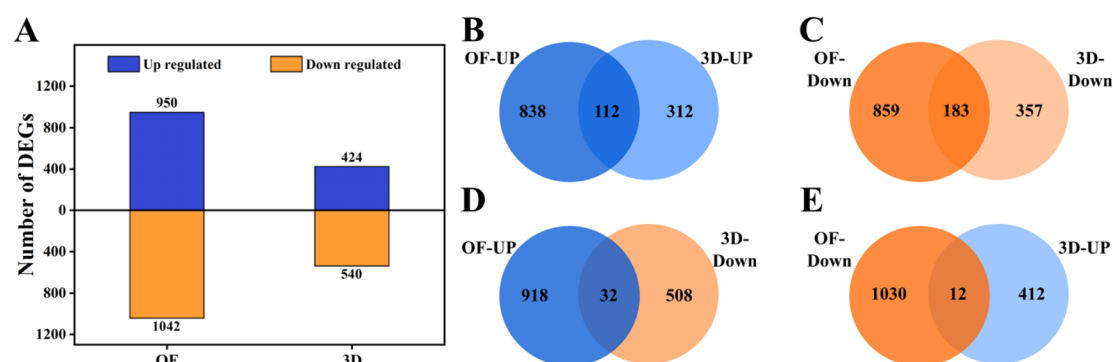 A
Up regulated
Down regulated
Number of DEGs
1200
800
400
0
400
800
1200
950
424
1042
540
OF
3D
B
OF-UP
3D-UP
838
112
312
C
OF-
Down
3D-
Down
859
183
357
D
OF-UP
3D-
Down
918
32
508
E
OF-
Down
3D-UP
1030
12
412